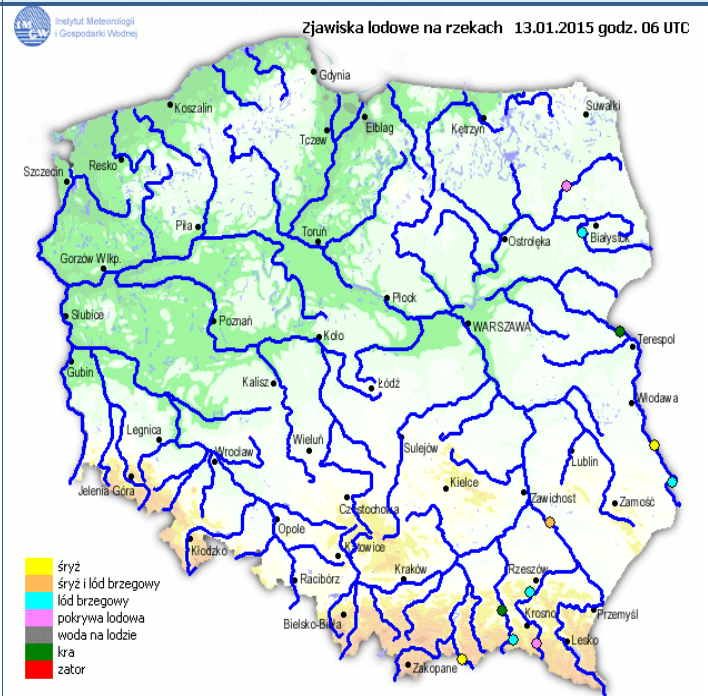 Instytut Meteorologii
i Gospodarki Wodnej
Zjawiska lodowe na rzekach 13.01.2015 godz. 06 UTC
Gdynia
Koszalin
Suwałki
Elbląg
Kętrzyn
Tczew
Resko
Szczecin
Piła
Toruń
Ostrołęka
Białystok
Gorzów Wlkp.
Płock
Słubice
Poznań
WARSZAWA
Koło
Terespol
Gubin
Kalisz
Łódź
Włodawa
Legnica
Wieluń
Sulejów
Wrocław
Lublin
Jelenia Góra
Kielce
Zawichost
Zamość
Częstochowa
Opole
Kłodzko
Katowice
Racibórz
Kraków
Rzeszów
Bielsko-Biała
Krosno
Przemyśl
Lesko
Zakopane
śryż
śryż i lód brzegowy
lód brzegowy
pokrywa lodowa
woda na lodzie
kra
zator